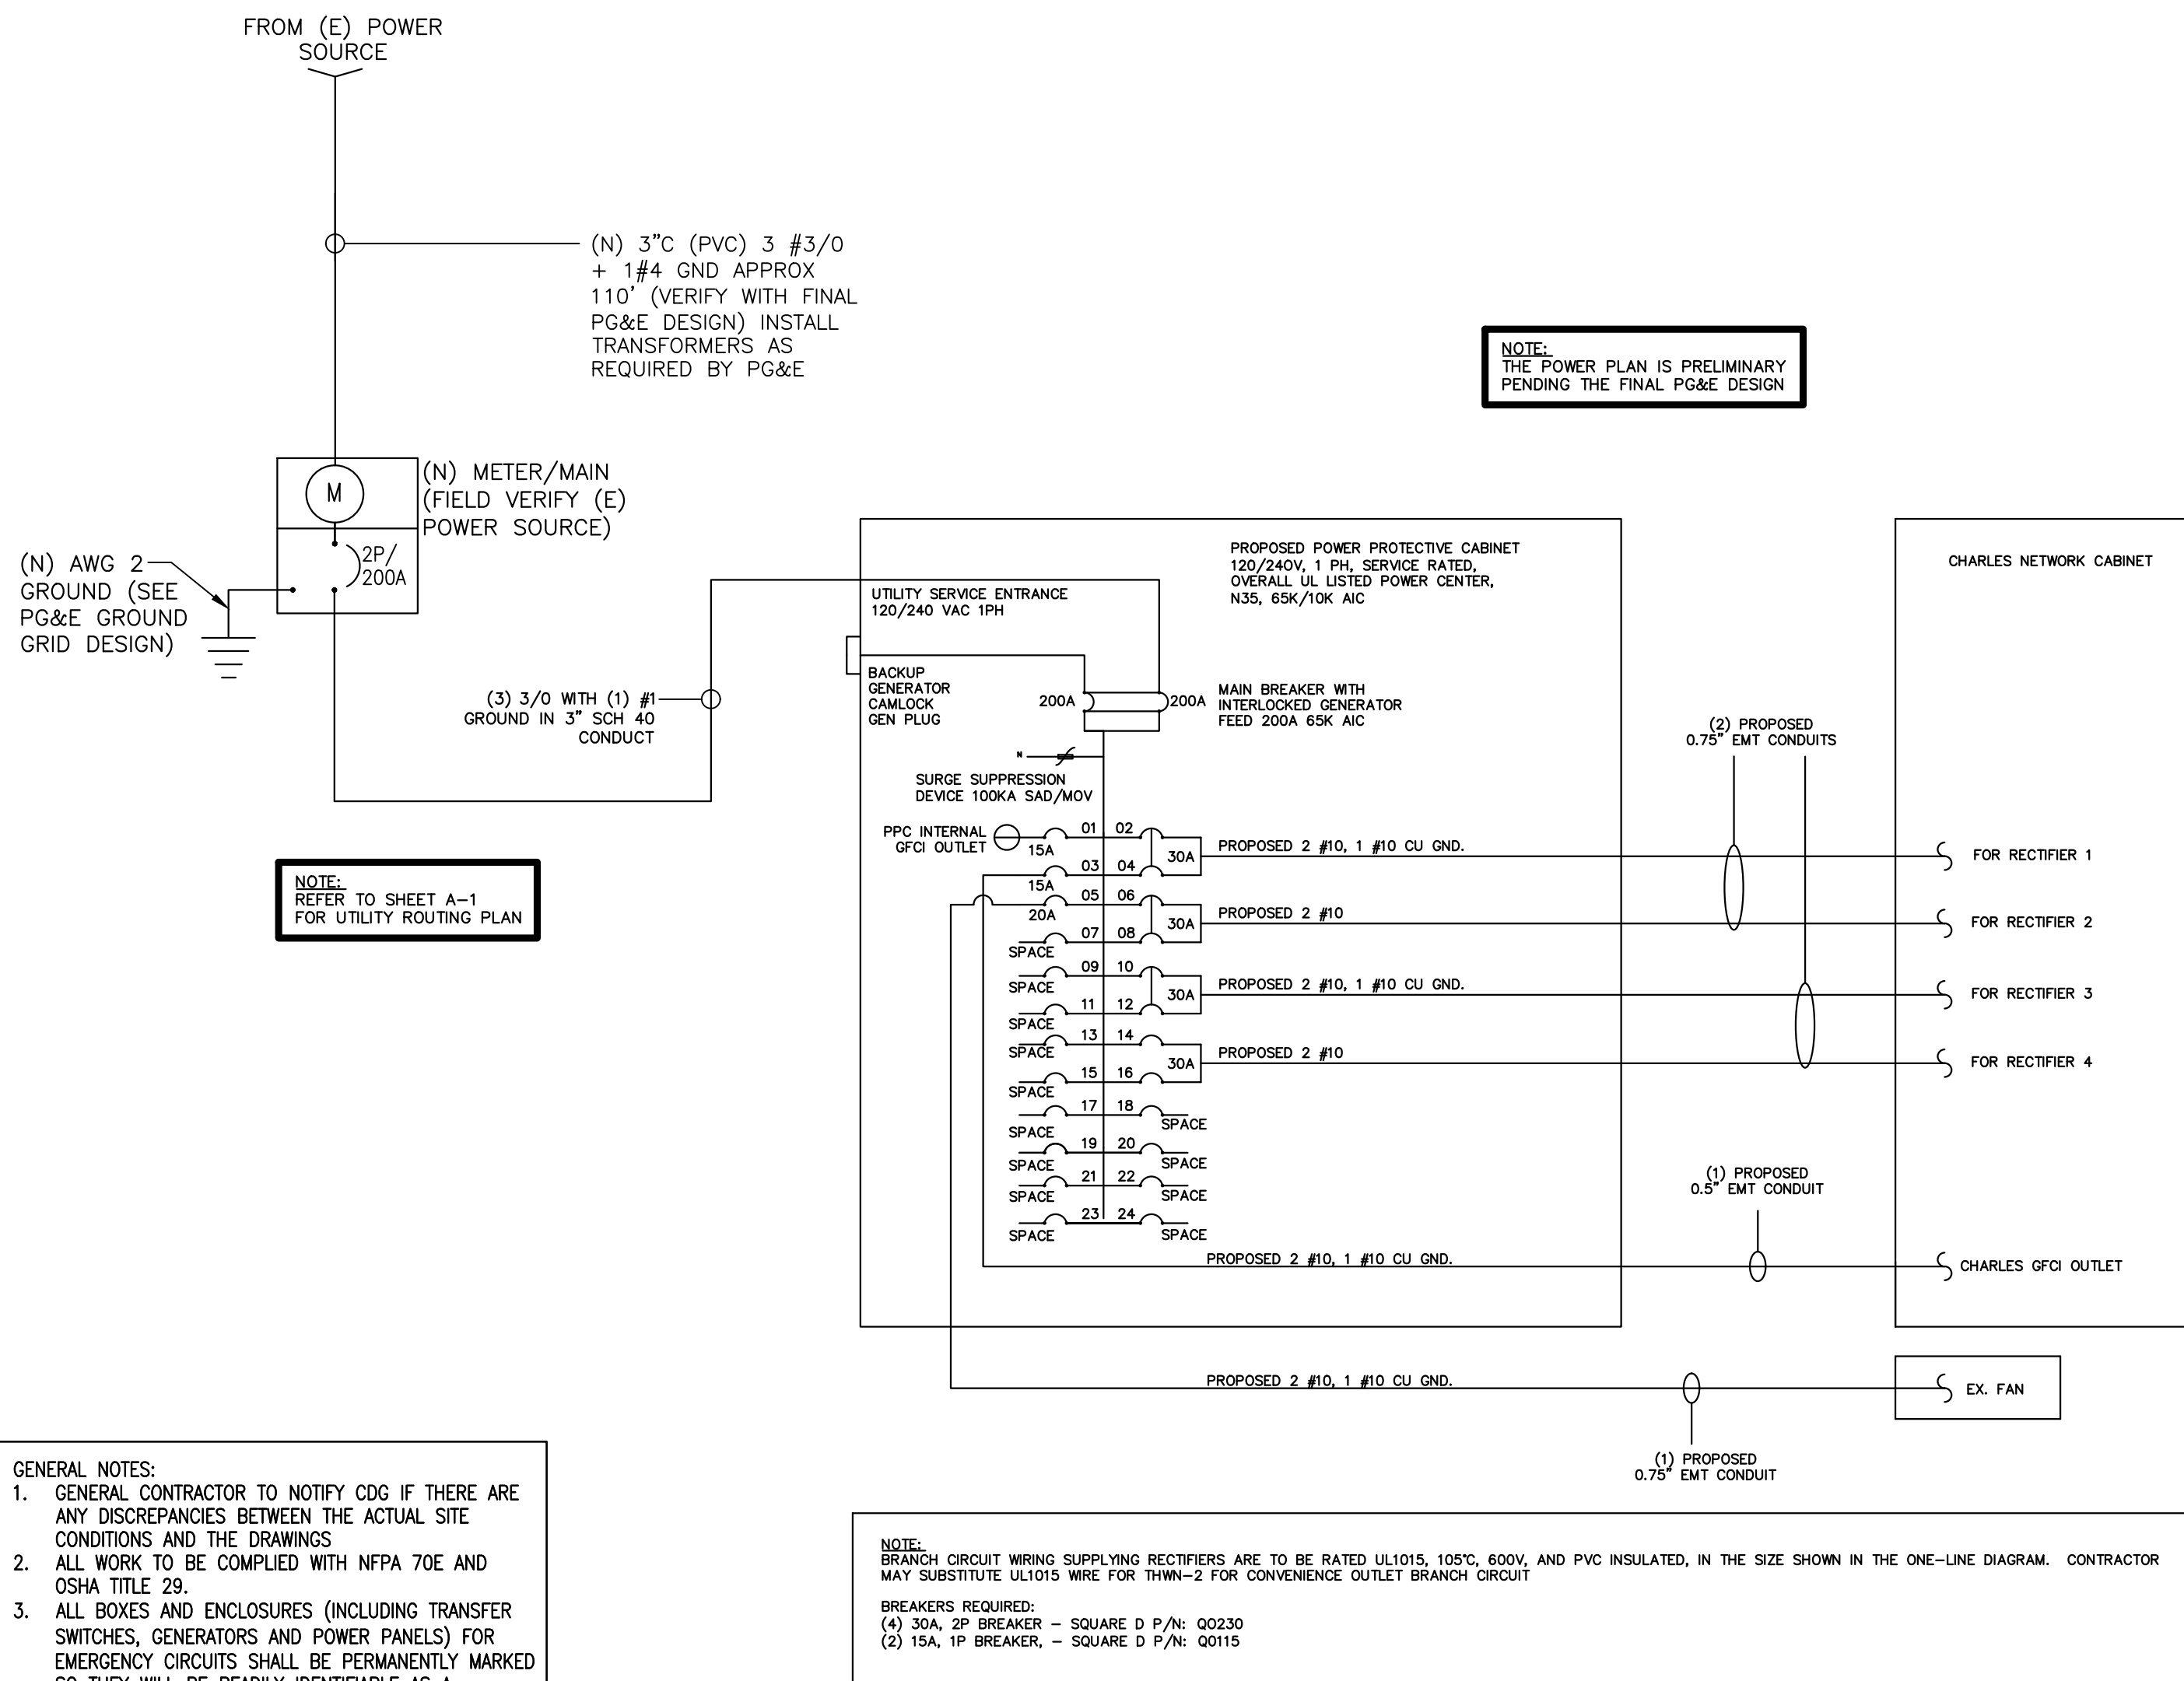 FROM (E) POWER
SOURCE
(N) 3"C (PVC) 3 #3/0
+ 1#4 GND APPROX
110' (VERIFY WITH FINAL
PG&E DESIGN) INSTALL
TRANSFORMERS AS
REQUIRED BY PG&E
NOTE:
THE POWER PLAN IS PRELIMINARY
PENDING THE FINAL PG&E DESIGN
M
(N) METER/MAIN
(FIELD VERIFY (E)
POWER SOURCE)
2P/
200A
(N) AWG 2
GROUND (SEE
PG&E GROUND
GRID DESIGN)
(3) 3/0 WITH (1) #1
GROUND IN 3" SCH 40
CONDUCT
NOTE:
REFER TO SHEET A-1
FOR UTILITY ROUTING PLAN
PROPOSED POWER PROTECTIVE CABINET
120/240V, 1 PH, SERVICE RATED,
OVERALL UL LISTED POWER CENTER,
N35, 65K/10K AIC
UTILITY SERVICE ENTRANCE
120/240 VAC 1PH
BACKUP
GENERATOR
CAMLOCK
GEN PLUG
200A
200A
MAIN BREAKER WITH
INTERLOCKED GENERATOR
FEED 200A 65K AIC
N
SURGE SUPPRESSION
DEVICE 100KA SAD/MOV
PPC INTERNAL
GFCI OUTLET
01 02
15A
30A
PROPOSED 2 #10, 1 #10 CU GND.
03 04
15A
05 06
20A
30A
PROPOSED 2 #10
07 08
SPACE
09 10
SPACE
30A
PROPOSED 2 #10, 1 #10 CU GND.
11 12
SPACE
13 14
SPACE
30A
PROPOSED 2 #10
15 16
SPACE
17 18
SPACE
SPACE
19 20
SPACE
SPACE
21 22
SPACE
SPACE
23 24
SPACE
SPACE
PROPOSED 2 #10, 1 #10 CU GND.
PROPOSED 2 #10, 1 #10 CU GND.
(2) PROPOSED
0.75" EMT CONDUITS
(1) PROPOSED
0.5" EMT CONDUIT
(1) PROPOSED
0.75" EMT CONDUIT
CHARLES NETWORK CABINET
FOR RECTIFIER 1
FOR RECTIFIER 2
FOR RECTIFIER 3
FOR RECTIFIER 4
CHARLES GFCI OUTLET
EX. FAN
GENERAL NOTES:
1. GENERAL CONTRACTOR TO NOTIFY CDG IF THERE ARE
ANY DISCREPANCIES BETWEEN THE ACTUAL SITE
CONDITIONS AND THE DRAWINGS
2. ALL WORK TO BE COMPLIED WITH NFPA 70E AND
OSHA TITLE 29.
3. ALL BOXES AND ENCLOSURES (INCLUDING TRANSFER
SWITCHES, GENERATORS AND POWER PANELS) FOR
EMERGENCY CIRCUITS SHALL BE PERMANENTLY MARKED
SO THEY WILL BE READILY IDENTIFIABLE AS A
NOTE:
BRANCH CIRCUIT WIRING SUPPLYING RECTIFIERS ARE TO BE RATED UL1015, 105°C, 600V, AND PVC INSULATED, IN THE SIZE SHOWN IN THE ONE-LINE DIAGRAM. CONTRACTOR
MAY SUBSTITUTE UL1015 WIRE FOR THWN-2 FOR CONVENIENCE OUTLET BRANCH CIRCUIT
BREAKERS REQUIRED:
(4) 30A, 2P BREAKER - SQUARE D P/N: QO230
(2) 15A, 1P BREAKER, - SQUARE D P/N: QO115